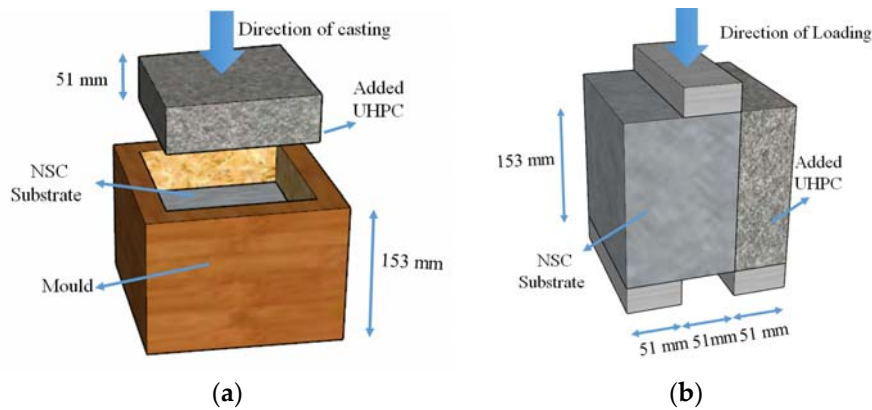 Direction of casting
51 mm
Added
UHPC
NSC
Substrate
Mould
153 mm
(a)
Direction of Loading
153 mm
Added
UHPC
NSC
Substrate
51 mm 51mm 51 mm
(b)